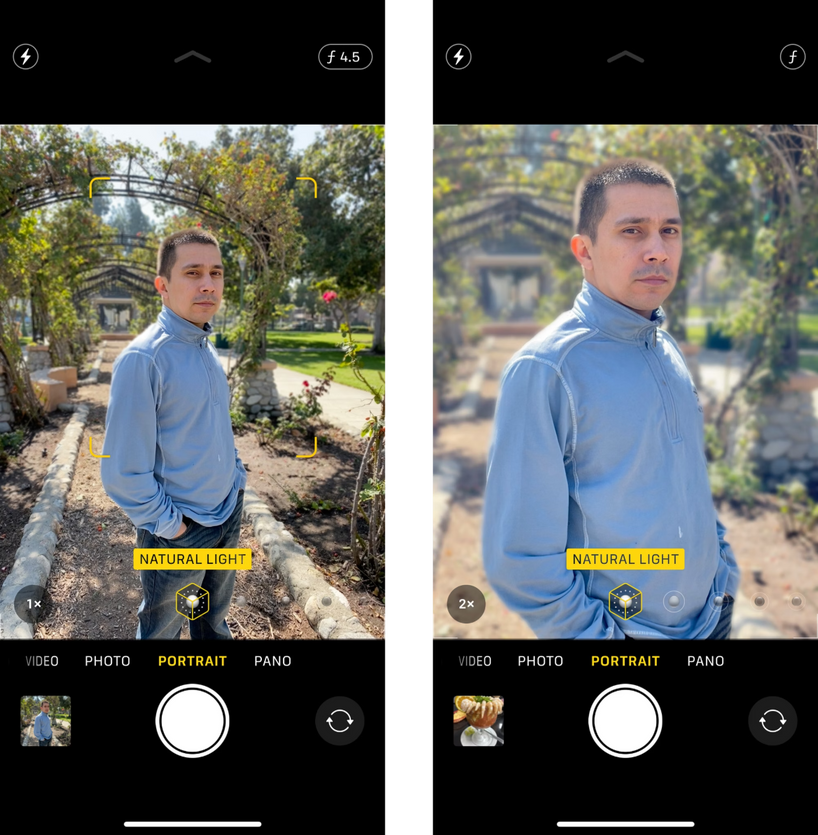 ƒ 4.5
NATURAL LIGHT
1×
VIDEO PHOTO PORTRAIT PANO
ƒ
NATURAL LIGHT
2×
VIDEO PHOTO PORTRAIT PANO